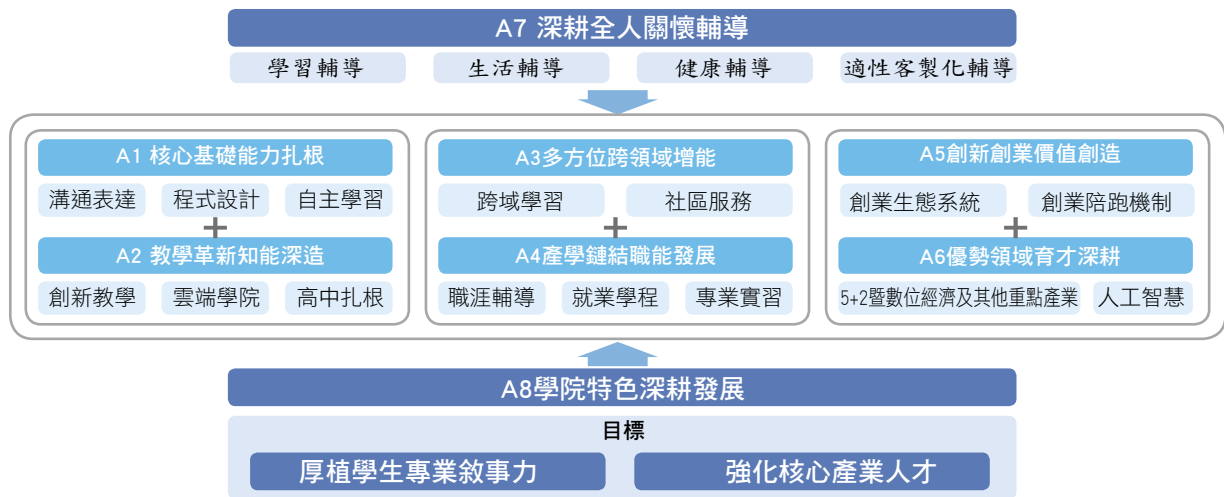 A7 深耕全人關懷輔導
學習輔導 生活輔導 健康輔導 適性客製化輔導
A1 核心基礎能力扎根
溝通表達 程式設計 自主學習
+
A2 教學革新知能深造
創新教學 雲端學院 高中扎根
A3多方位跨領域增能
跨域學習 社區服務
+
A4產學鏈結職能發展
職涯輔導 就業學程 專業實習
A5創新創業價值創造
創業生態系統 創業陪跑機制
+
A6優勢領域育才深耕
5+2暨數位經濟及其他重點產業 人工智慧
A8學院特色深耕發展
目標
厚植學生專業敘事力 強化核心產業人才